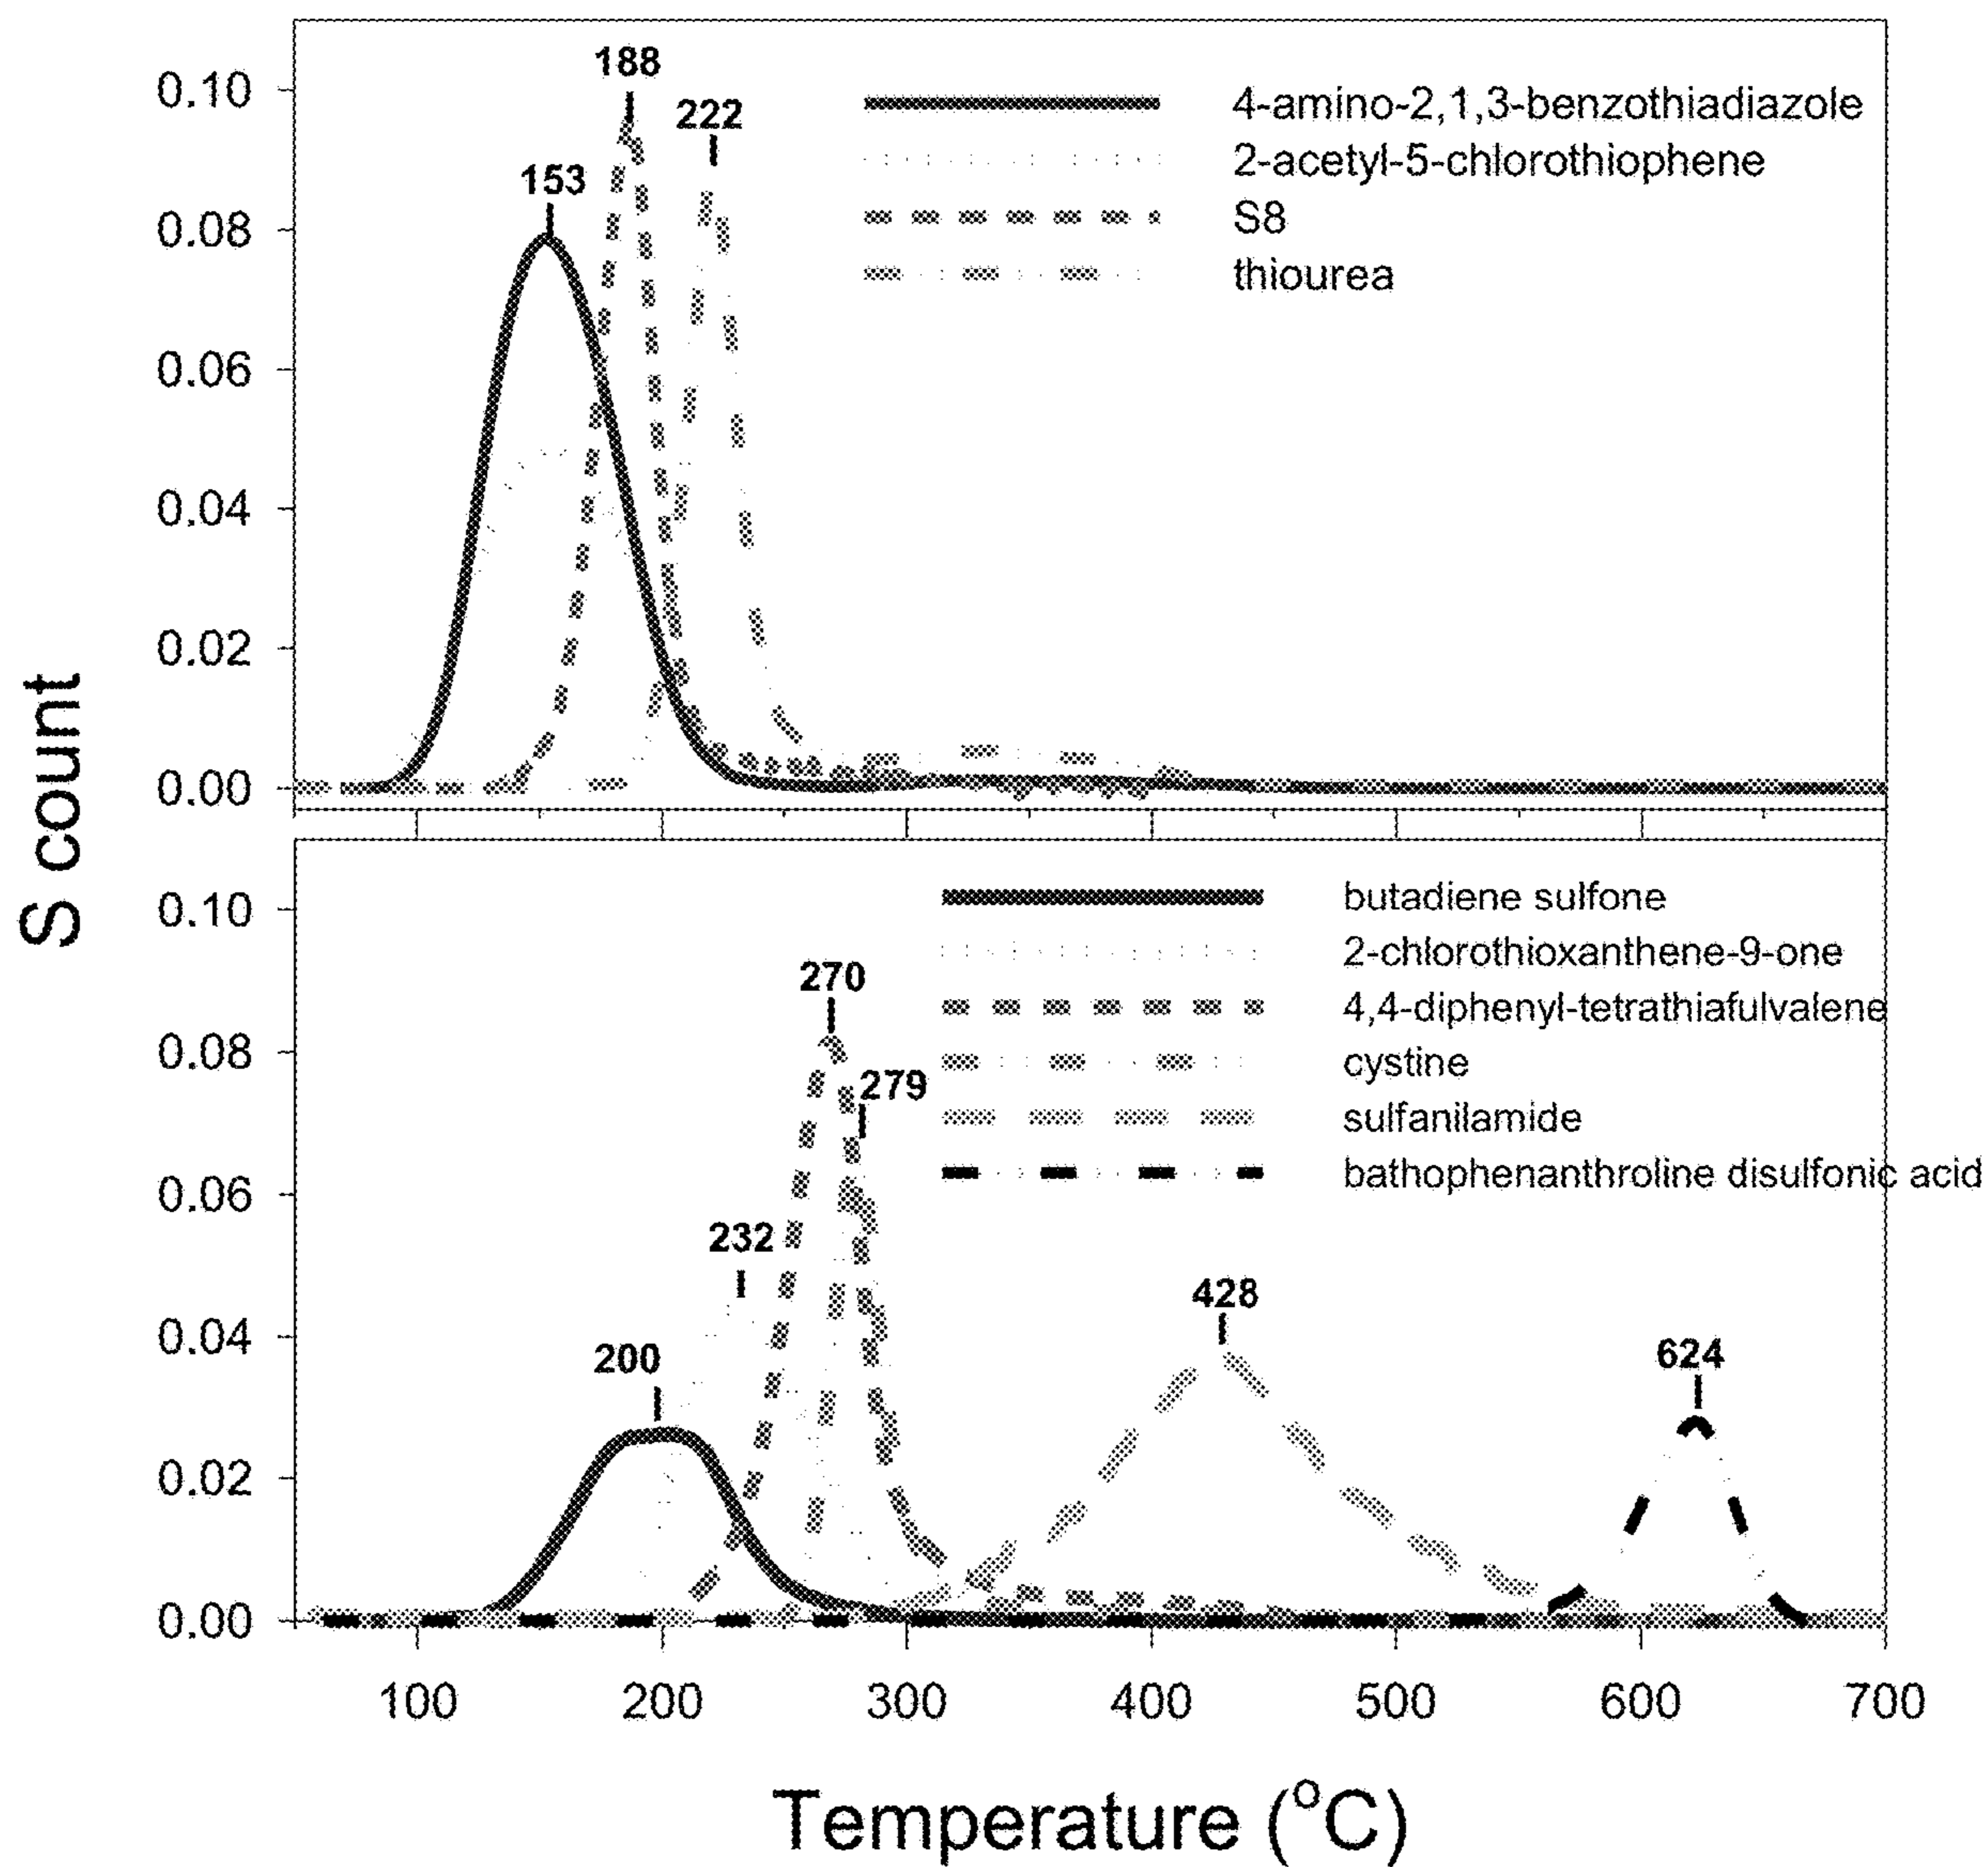 188
0.10
4-amino-2,1,3-benzothiadiazole
222
2-acetyl-5-chlorothiophene
153
0.08
S8
thiourea
0.06
0.04
0.02
0.00
S count
0.10
butadiene sulfone
2-chlorothioxanthene-9-one
270
4,4-diphenyl-tetrathiafulvalene
0.08
279
cystine
sulfanilamide
bathophenanthroline disulfonic acid
0.06
232
428
0.04
200
624
0.02
0.00
100 200 300 400 500 600 700
Temperature (°C)